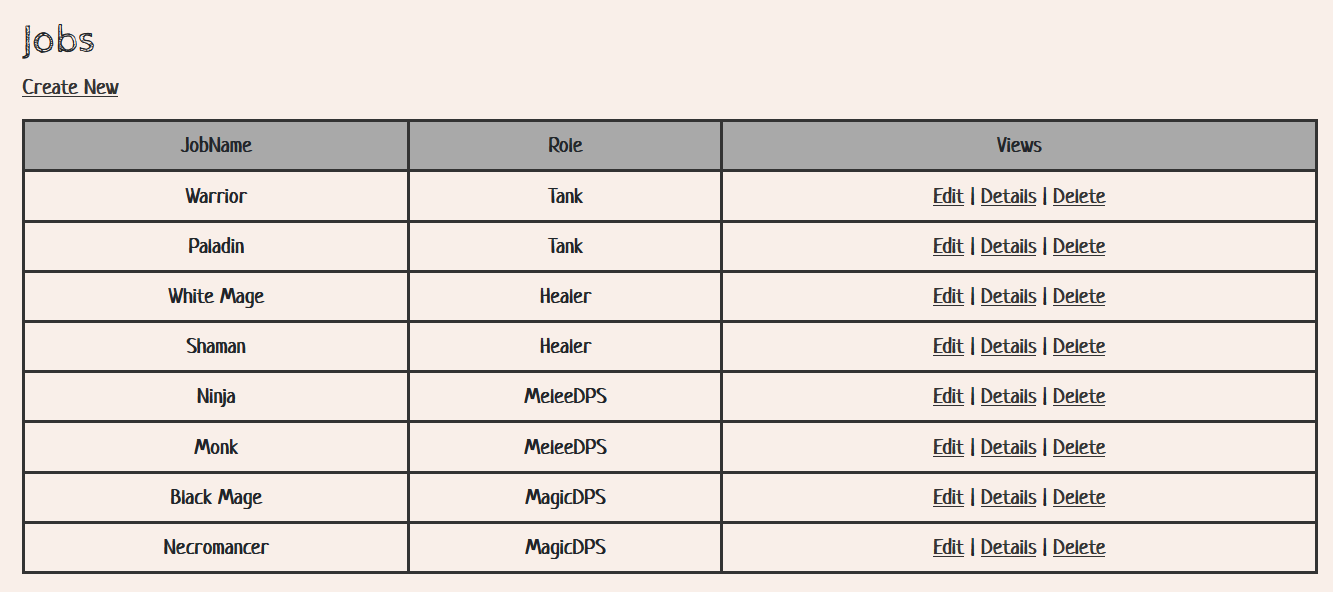 Jobs
Create New
JobName Role Views
Warrior Tank Edit | Details | Delete
Paladin Tank Edit | Details | Delete
White Mage Healer Edit | Details | Delete
Shaman Healer Edit | Details | Delete
Ninja MeleeDPS Edit | Details | Delete
Monk MeleeDPS Edit | Details | Delete
Black Mage MagicDPS Edit | Details | Delete
Necromancer MagicDPS Edit | Details | Delete